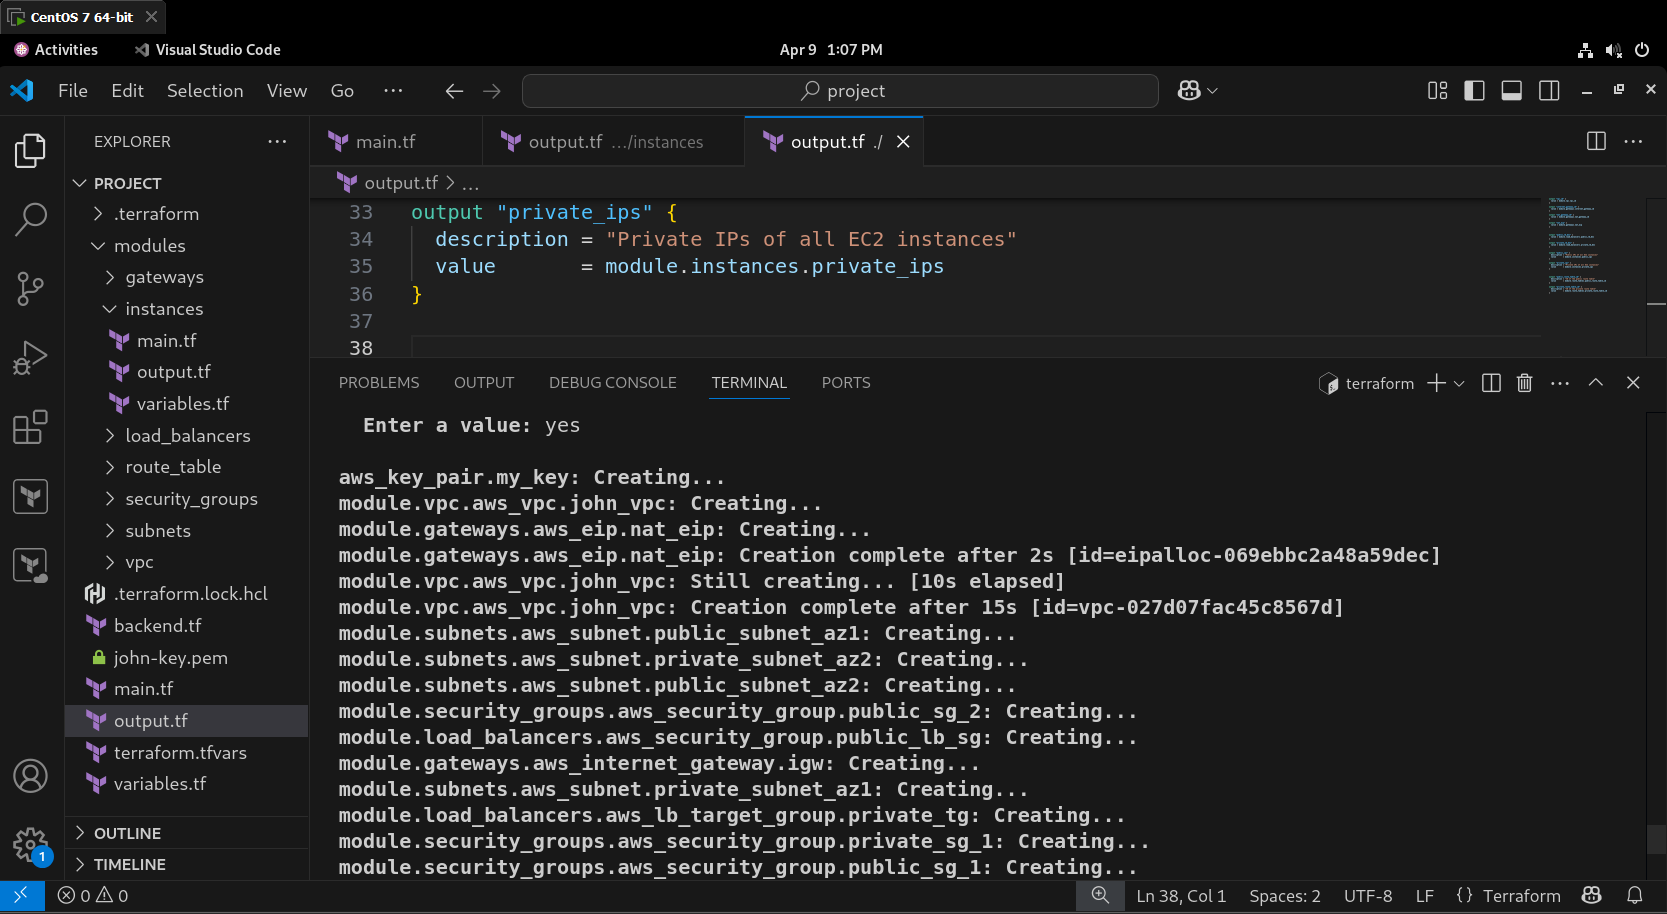 CentOS 7 64-bit
Activities
Visual Studio Code
Apr 9 1:07 PM
File Edit Selection View Go ···
project
EXPLORER
PROJECT
.terraform
modules
gateways
instances
main.tf
output.tf
variables.tf
load_balancers
route_table
security_groups
subnets
vpc
.terraform.lock.hcl
backend.tf
john-key.pem
main.tf
output.tf
terraform.tfvars
variables.tf
OUTLINE
TIMELINE
1
main.tf
output.tf .../instances
output.tf ./
output.tf > ...
33 output "private_ips" {
34 description = "Private IPs of all EC2 instances"
35 value = module.instances.private_ips
36 }
37
38
PROBLEMS OUTPUT DEBUG CONSOLE TERMINAL PORTS
terraform
Enter a value: yes
aws_key_pair.my_key: Creating...
module.vpc.aws_vpc.john_vpc: Creating...
module.gateways.aws_eip.nat_eip: Creating...
module.gateways.aws_eip.nat_eip: Creation complete after 2s [id=eipalloc-069ebbc2a48a59dec]
module.vpc.aws_vpc.john_vpc: Still creating... [10s elapsed]
module.vpc.aws_vpc.john_vpc: Creation complete after 15s [id=vpc-027d07fac45c8567d]
module.subnets.aws_subnet.public_subnet_az1: Creating...
module.subnets.aws_subnet.private_subnet_az2: Creating...
module.subnets.aws_subnet.public_subnet_az2: Creating...
module.security_groups.aws_security_group.public_sg_2: Creating...
module.load_balancers.aws_security_group.public_lb_sg: Creating...
module.gateways.aws_internet_gateway.igw: Creating...
module.subnets.aws_subnet.private_subnet_az1: Creating...
module.load_balancers.aws_lb_target_group.private_tg: Creating...
module.security_groups.aws_security_group.private_sg_1: Creating...
module.security_groups.aws_security_group.public_sg_1: Creating...
0 0
Ln 38, Col 1 Spaces: 2 UTF-8 LF {} Terraform